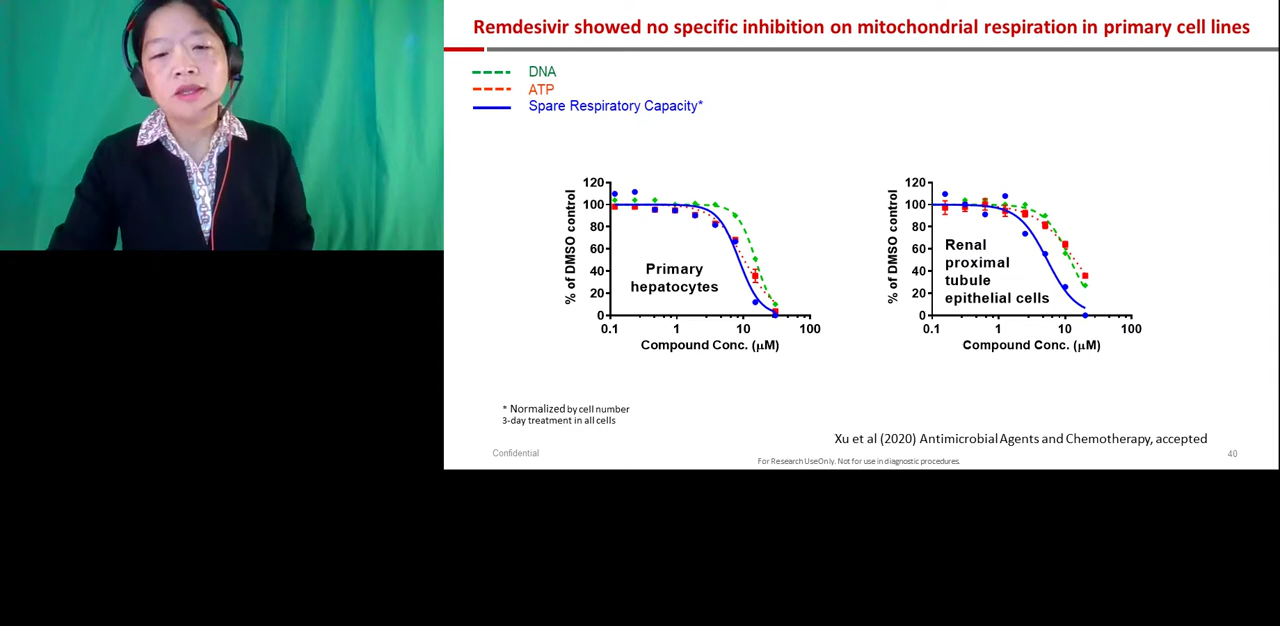 Remdesivir showed no specific inhibition on mitochondrial respiration in primary cell lines
DNA
ATP
Spare Respiratory Capacity*
% of DMSO control
120
100
80
60
40
20
0
Primary
hepatocytes
0.1
1
10
100
Compound Conc. (μM)
% of DMSO control
120
100
80
60
40
20
0
Renal
proximal
tubule
epithelial cells
0.1
1
10
100
Compound Conc. (μM)
* Normalized by cell number
3-day treatment in all cells
Xu et al (2020) Antimicrobial Agents and Chemotherapy, accepted
Confidential
For Research UseOnly. Not for use in diagnostic procedures.
40